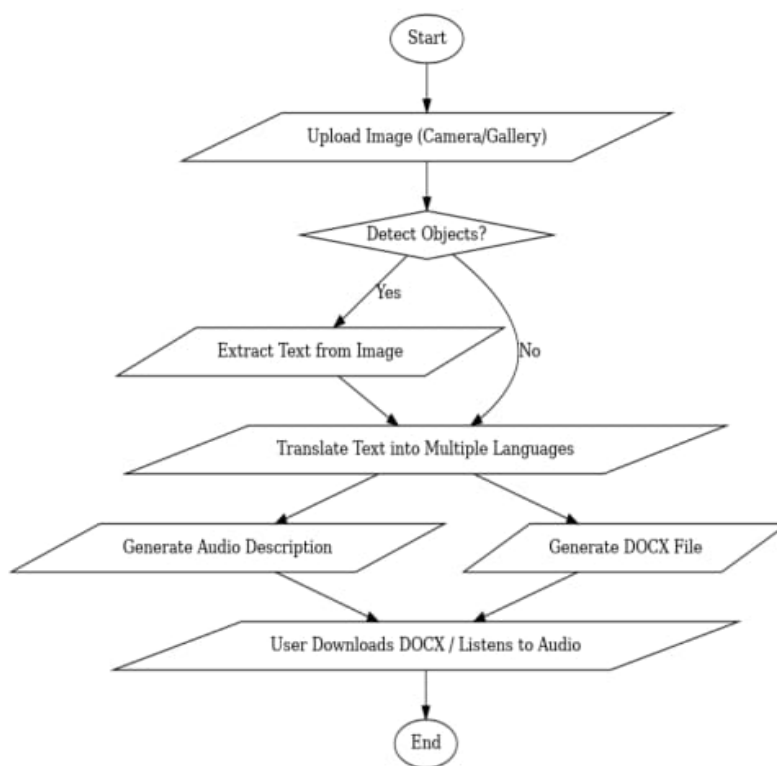 Start
Upload Image (Camera/Gallery)
Detect Objects?
Yes
No
Extract Text from Image
Translate Text into Multiple Languages
Generate Audio Description
Generate DOCX File
User Downloads DOCX / Listens to Audio
End